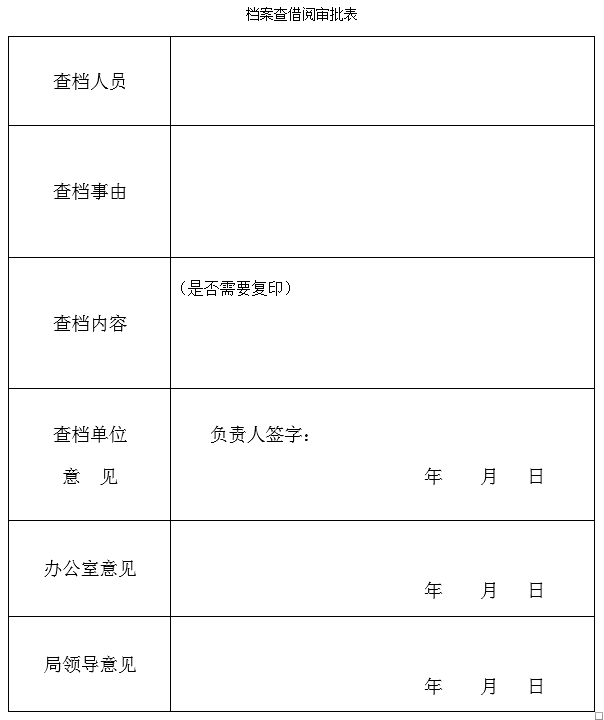 档案查借阅审批表
查档人员
查档事由
（是否需要复印）
查档内容
查档单位
意 见
负责人签字：
年 月 日
办公室意见
年 月 日
局领导意见
年 月 日